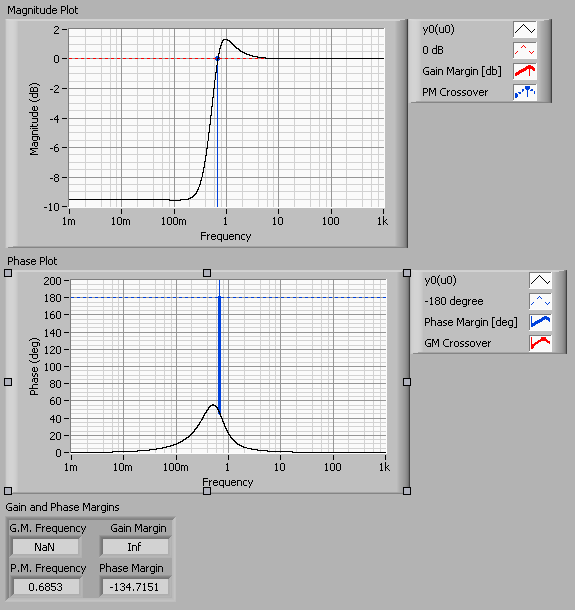 Magnitude Plot
2
0
-2
-4
-6
-8
-10
Magnitude (dB)
1m 10m 100m 1 10 100 1k
Frequency
y0(u0)
0 dB
Gain Margin [db]
PM Crossover
Phase Plot
200
180
160
140
120
100
80
60
40
20
0
Phase (deg)
1m 10m 100m 1 10 100 1k
Frequency
y0(u0)
-180 degree
Phase Margin [deg]
GM Crossover
Gain and Phase Margins
G.M. Frequency Gain Margin
NaN Inf
P.M. Frequency Phase Margin
0.6853 -134.7151